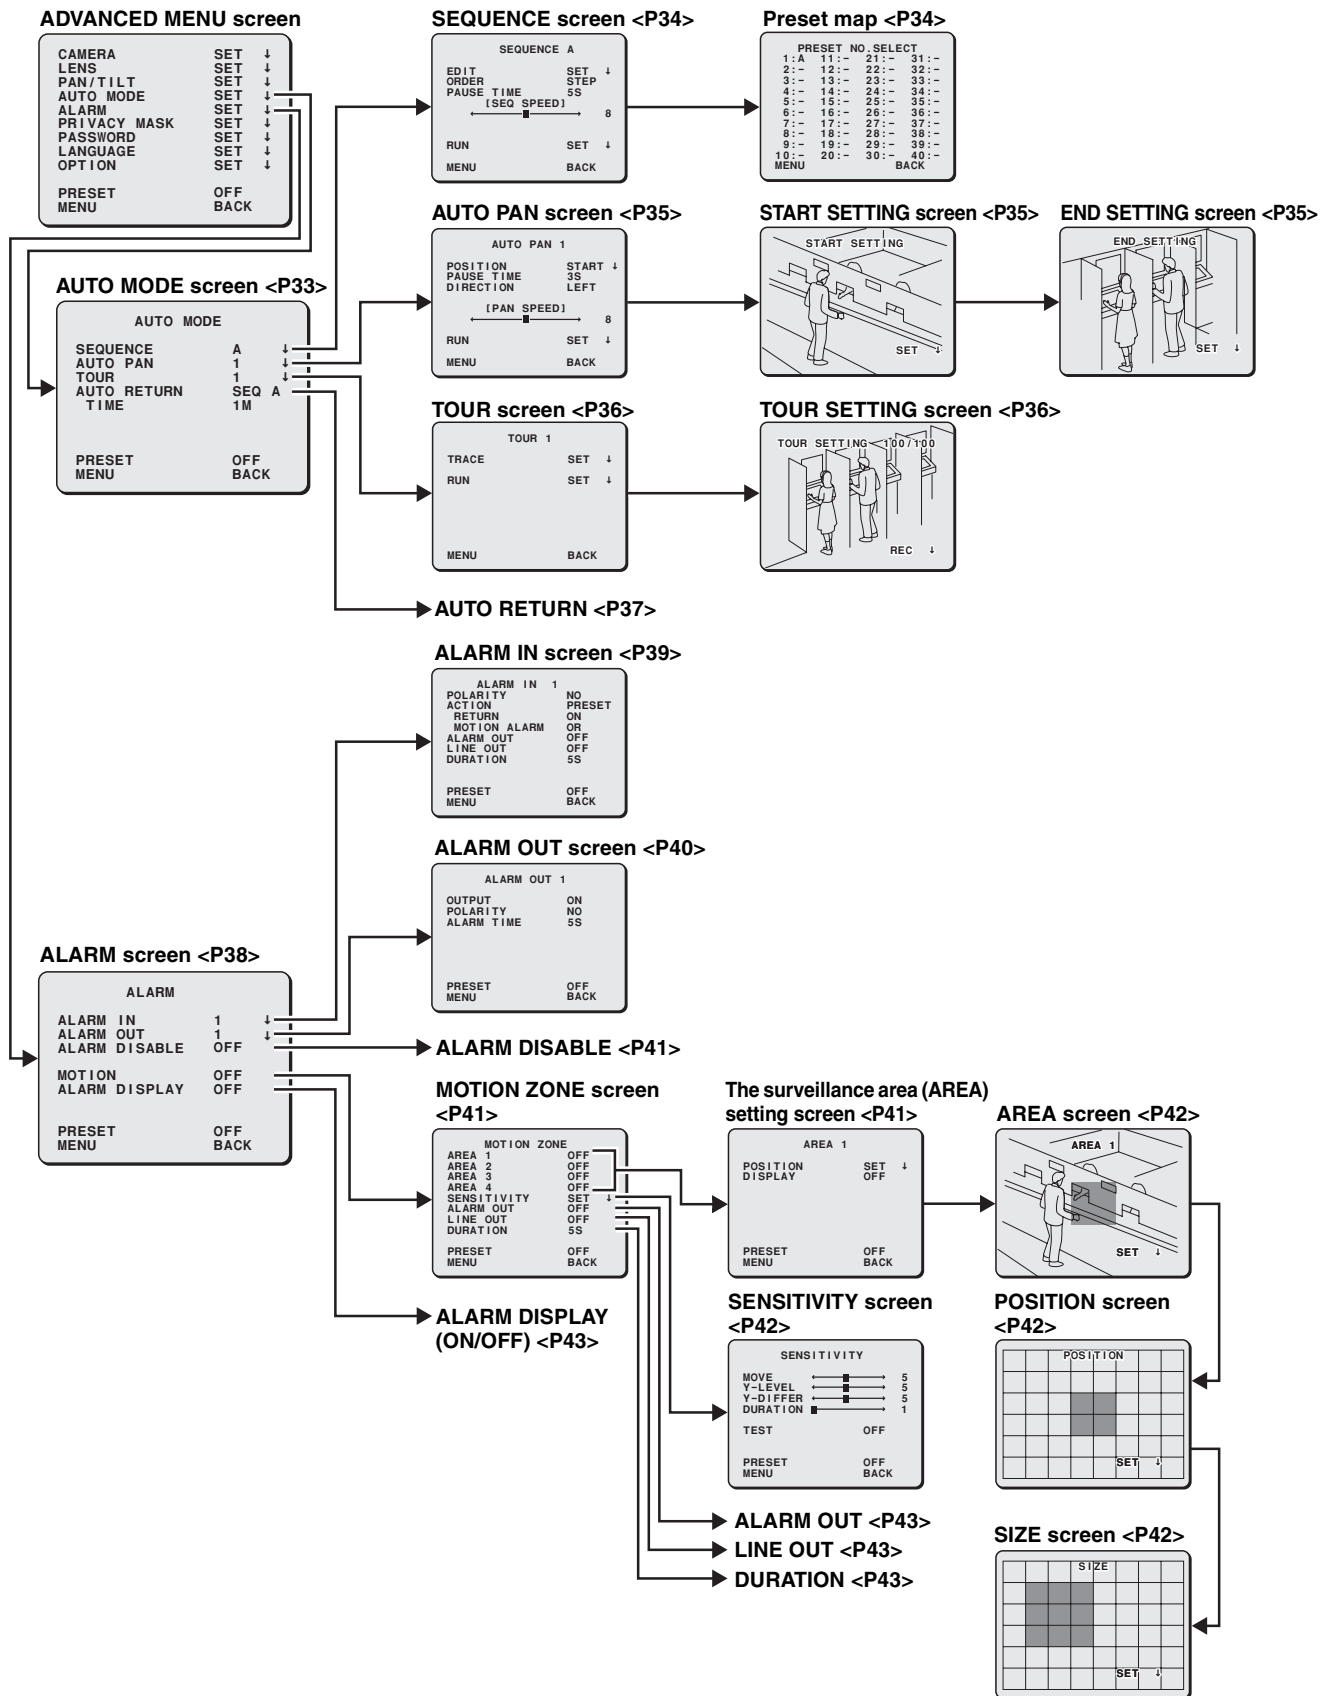 ADVANCED MENU screen
CAMERA SET ↓
LENS SET ↓
PAN/TILT SET ↓
AUTO MODE SET ↓
ALARM SET ↓
PRIVACY MASK SET ↓
PASSWORD SET ↓
LANGUAGE SET ↓
OPTION SET ↓
PRESET OFF
MENU BACK
SEQUENCE screen <P34>
SEQUENCE A
EDIT SET ↓
ORDER STEP
PAUSE TIME 5S
[SEQ SPEED]
8
RUN SET ↓
MENU BACK
Preset map <P34>
PRESET NO.SELECT
1:A 11:- 21:- 31:-
2:- 12:- 22:- 32:-
3:- 13:- 23:- 33:-
4:- 14:- 24:- 34:-
5:- 15:- 25:- 35:-
6:- 16:- 26:- 36:-
7:- 17:- 27:- 37:-
8:- 18:- 28:- 38:-
9:- 19:- 29:- 39:-
10:- 20:- 30:- 40:-
MENU BACK
AUTO MODE screen <P33>
AUTO MODE
SEQUENCE A ↓
AUTO PAN 1 ↓
TOUR 1 ↓
AUTO RETURN SEQ A
TIME 1M
PRESET OFF
MENU BACK
AUTO PAN screen <P35>
AUTO PAN 1
POSITION START ↓
PAUSE TIME 3S
DIRECTION LEFT
[PAN SPEED]
8
RUN SET ↓
MENU BACK
START SETTING screen <P35>
START SETTING
SET ↓
END SETTING screen <P35>
END SETTING
SET ↓
TOUR screen <P36>
TOUR 1
TRACE SET ↓
RUN SET ↓
MENU BACK
TOUR SETTING screen <P36>
TOUR SETTING 100/100
REC ↓
AUTO RETURN <P37>
ALARM IN screen <P39>
ALARM IN 1
POLARITY NO
ACTION PRESET
RETURN ON
MOTION ALARM OR
ALARM OUT OFF
LINE OUT OFF
DURATION 5S
PRESET OFF
MENU BACK
ALARM OUT screen <P40>
ALARM OUT 1
OUTPUT ON
POLARITY NO
ALARM TIME 5S
PRESET OFF
MENU BACK
ALARM screen <P38>
ALARM
ALARM IN 1 ↓
ALARM OUT 1 ↓
ALARM DISABLE OFF
MOTION OFF
ALARM DISPLAY OFF
PRESET OFF
MENU BACK
ALARM DISABLE <P41>
MOTION ZONE screen
<P41>
MOTION ZONE
AREA 1 OFF
AREA 2 OFF
AREA 3 OFF
AREA 4 OFF
SENSITIVITY SET ↓
ALARM OUT OFF
LINE OUT OFF
DURATION 5S
PRESET OFF
MENU BACK
The surveillance area (AREA)
setting screen <P41>
AREA 1
POSITION SET ↓
DISPLAY OFF
PRESET OFF
MENU BACK
AREA screen <P42>
AREA 1
SET ↓
ALARM DISPLAY
(ON/OFF) <P43>
SENSITIVITY screen
<P42>
SENSITIVITY
MOVE 5
Y-LEVEL 5
Y-DIFFER 5
DURATION 1
TEST OFF
PRESET OFF
MENU BACK
POSITION screen
<P42>
POSITION
SET ↓
ALARM OUT <P43>
LINE OUT <P43>
DURATION <P43>
SIZE screen <P42>
SIZE
SET ↓